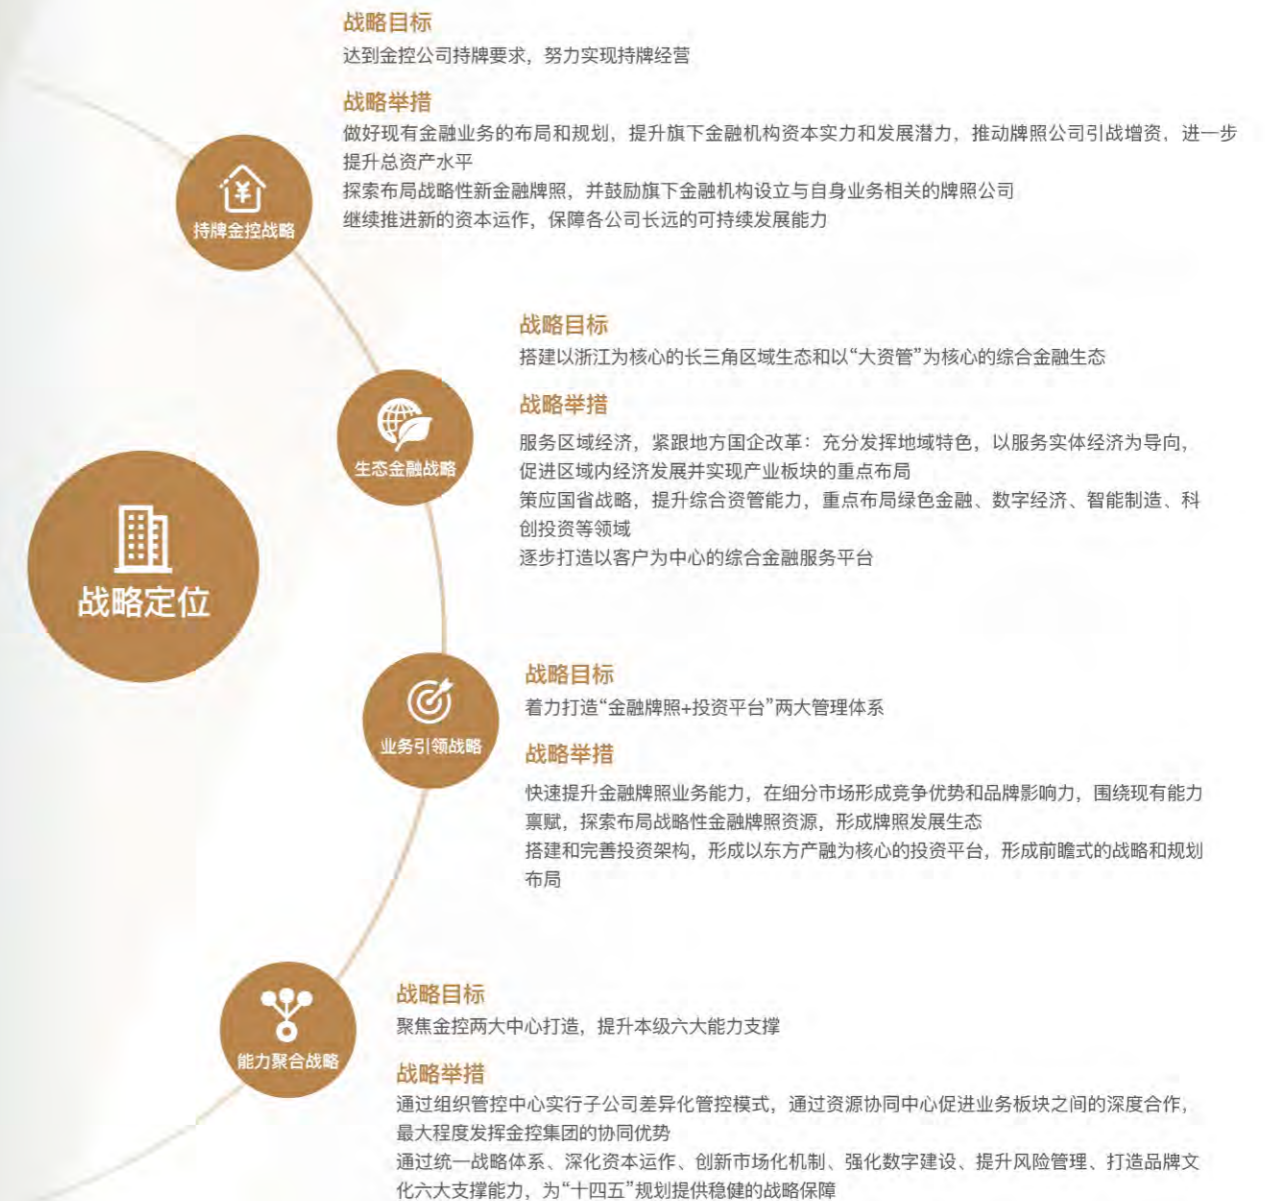 战略目标
达到金控公司持牌要求，努力实现持牌经营
战略举措
做好现有金融业务的布局和规划，提升旗下金融机构资本实力和发展潜力，推动牌照公司引战增资，进一步
提升总资产水平
探索布局战略性新金融牌照，并鼓励旗下金融机构设立与自身业务相关的牌照公司
继续推进新的资本运作，保障各公司长远的可持续发展能力
持牌金控战略
战略目标
搭建以浙江为核心的长三角区域生态和以“大资管”为核心的综合金融生态
战略举措
服务区域经济，紧跟地方国企改革：充分发挥地域特色，以服务实体经济为导向，
促进区域内经济发展并实现产业板块的重点布局
策应国省战略，提升综合资管能力，重点布局绿色金融、数字经济、智能制造、科
创投资等领域
逐步打造以客户为中心的综合金融服务平台
生态金融战略
战略定位
战略目标
着力打造“金融牌照+投资平台”两大管理体系
战略举措
快速提升金融牌照业务能力，在细分市场形成竞争优势和品牌影响力，围绕现有能力
禀赋，探索布局战略性金融牌照资源，形成牌照发展生态
搭建和完善投资架构，形成以东方产融为核心的投资平台，形成前瞻式的战略和规划
布局
业务引领战略
战略目标
聚焦金控两大中心打造，提升本级六大能力支撑
战略举措
通过组织管控中心实行子公司差异化管控模式，通过资源协同中心促进业务板块之间的深度合作，
最大程度发挥金控集团的协同优势
通过统一战略体系、深化资本运作、创新市场化机制、强化数字建设、提升风险管理、打造品牌文
化六大支撑能力，为“十四五”规划提供稳健的战略保障
能力聚合战略